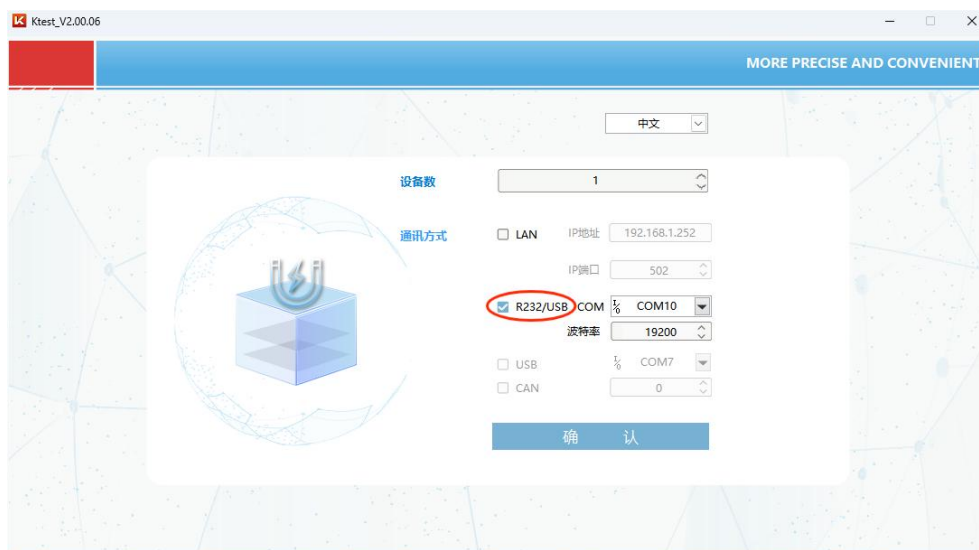 Ktest_V2.00.06
MORE PRECISE AND CONVENIENT
中文
设备数 1
通讯方式 LAN IP地址 192.168.1.252
IP端口 502
R232/USB COM COM10
波特率 19200
USB COM7
CAN 0
确 认